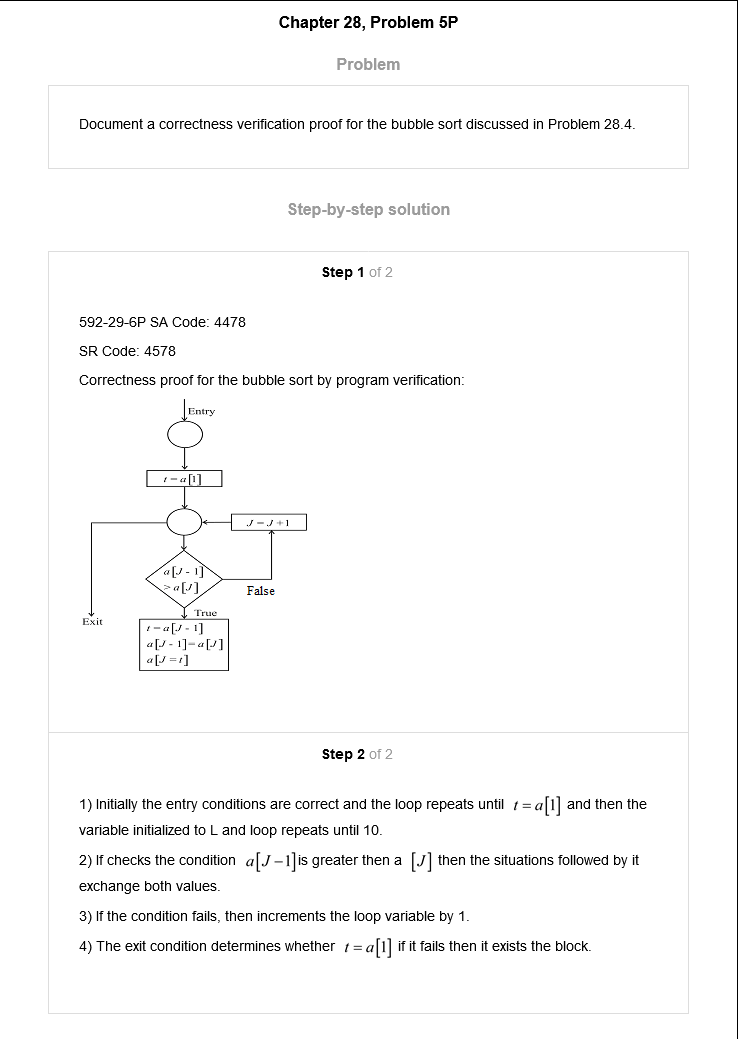 Chapter 28, Problem 5P
Problem
Document a correctness verification proof for the bubble sort discussed in Problem 28.4.
Step-by-step solution
Step 1 of 2
592-29-6P SA Code: 4478
SR Code: 4578
Correctness proof for the bubble sort by program verification:
Entry
t = a[1]
J = J + 1
a[J - 1]
> a[J]
False
Exit
True
t = a[J - 1]
a[J - 1] = a[J]
a[J = t]
Step 2 of 2
1) Initially the entry conditions are correct and the loop repeats until t = a[1] and then the
variable initialized to L and loop repeats until 10.
2) If checks the condition a[J - 1]is greater then a [J] then the situations followed by it
exchange both values.
3) If the condition fails, then increments the loop variable by 1.
4) The exit condition determines whether t = a[1] if it fails then it exists the block.